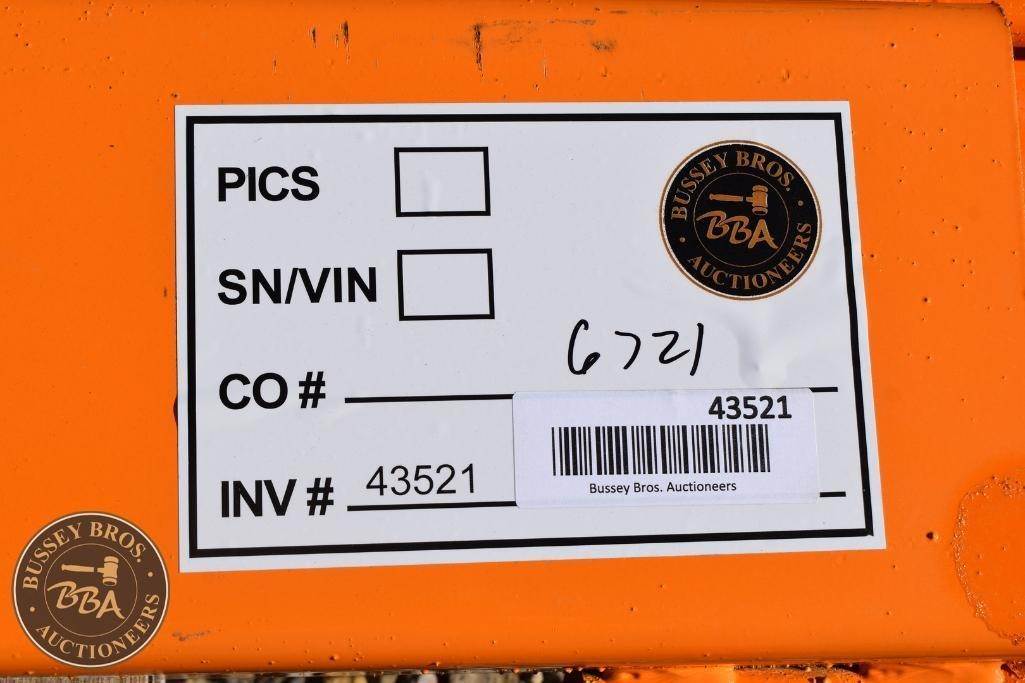 PICS
BUSSEY BROS.
BBA
AUCTIONEERS
SN/VIN
CO # 6721
43521
INV # 43521
Bussey Bros. Auctioneers
BUSSEY BROS.
BBA
AUCTIONEERS